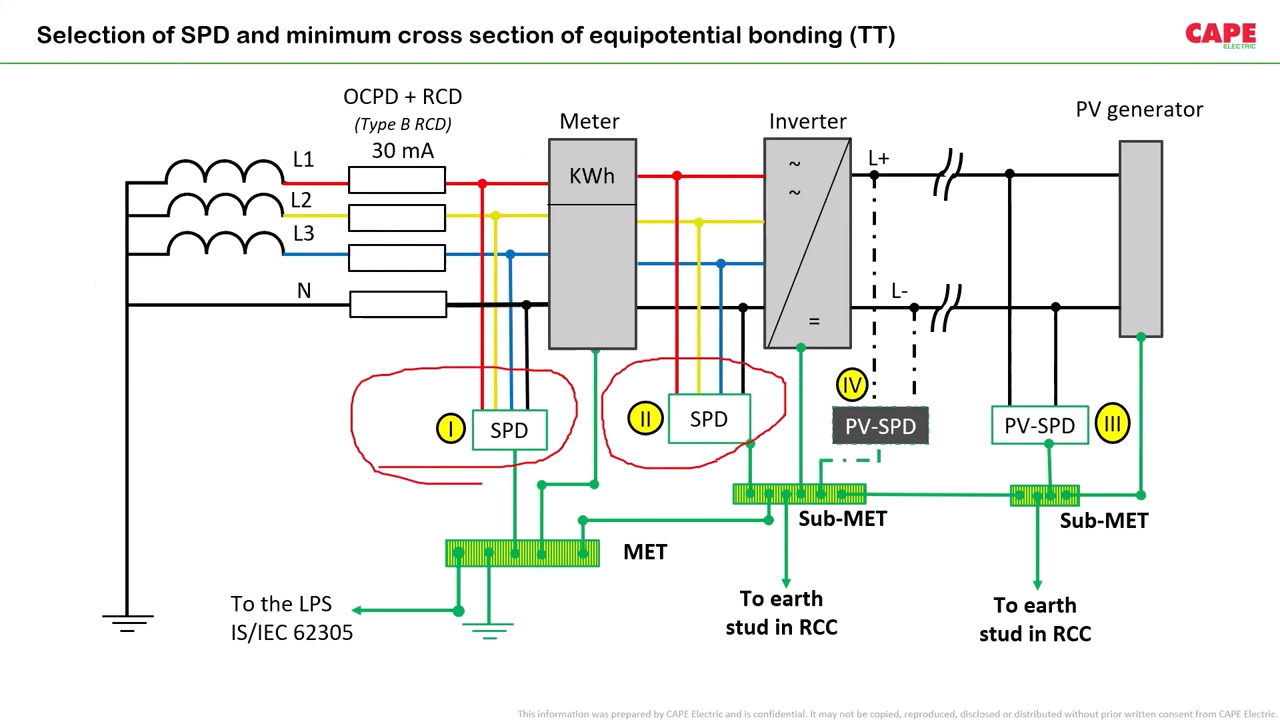 Selection of SPD and minimum cross section of equipotential bonding (TT)
CAPE
ELECTRIC
OCPD + RCD
(Type B RCD)
30 mA
Meter
Inverter
PV generator
L1
L2
L3
N
KWh
~
~
=
L+
L-
I
SPD
II
SPD
IV
PV-SPD
PV-SPD
III
MET
Sub-MET
Sub-MET
To the LPS
IS/IEC 62305
To earth
stud in RCC
To earth
stud in RCC
This information was prepared by CAPE Electric and is confidential. It may not be copied, reproduced, disclosed or distributed without prior written consent from CAPE Electric.